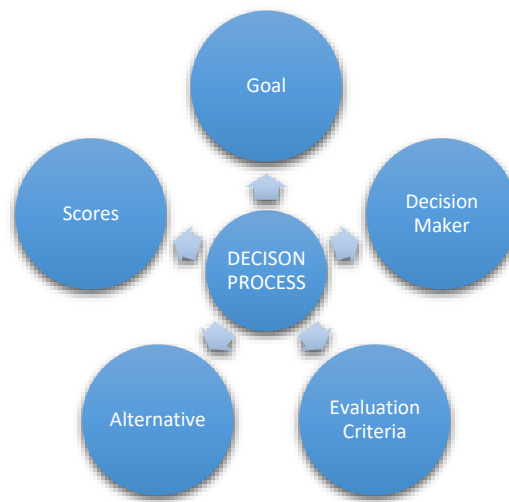 Goal
Decision
Maker
Evaluation
Criteria
Alternative
Scores
DECISON
PROCESS